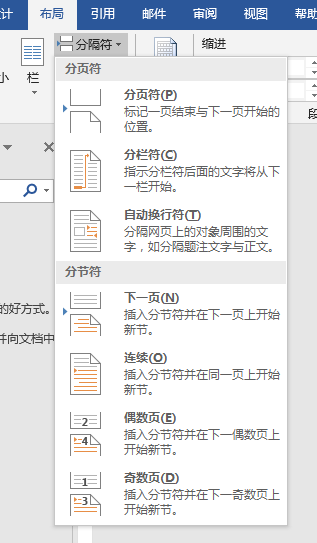 计 布局 引用 邮件 审阅 视图 帮助
分隔符 缩进
小 栏
段
分页符
分页符(P)
标记一页结束与下一页开始的
位置。
分栏符(C)
指示分栏符后面的文字将从下
一栏开始。
自动换行符(T)
分隔网页上的对象周围的文
字，如分隔题注文字与正文。
分节符
下一页(N)
插入分节符并在下一页上开始
新节。
的好方式。
并向文档中
连续(O)
插入分节符并在同一页上开始
新节。
偶数页(E)
插入分节符并在下一偶数页上
开始新节。
2
4
奇数页(D)
插入分节符并在下一奇数页上
开始新节。
1
3